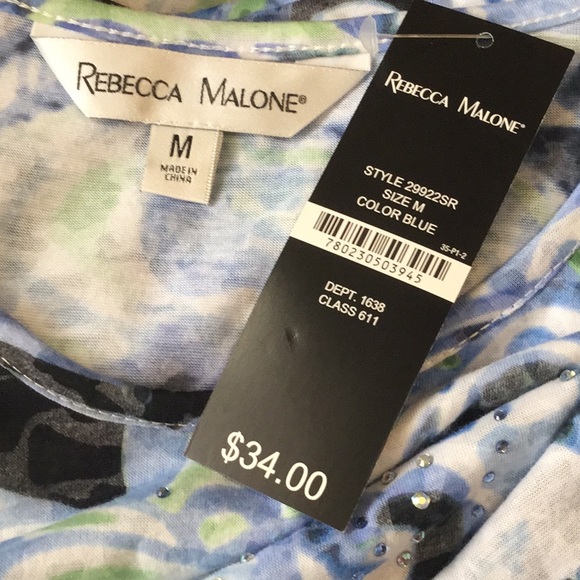 REBECCA MALONE®
M
MADE IN
CHINA
REBECCA MALONE®
STYLE 29922SR
SIZE M
COLOR BLUE
35-P1-2
780230503945
DEPT. 1638
CLASS 611
$34.00